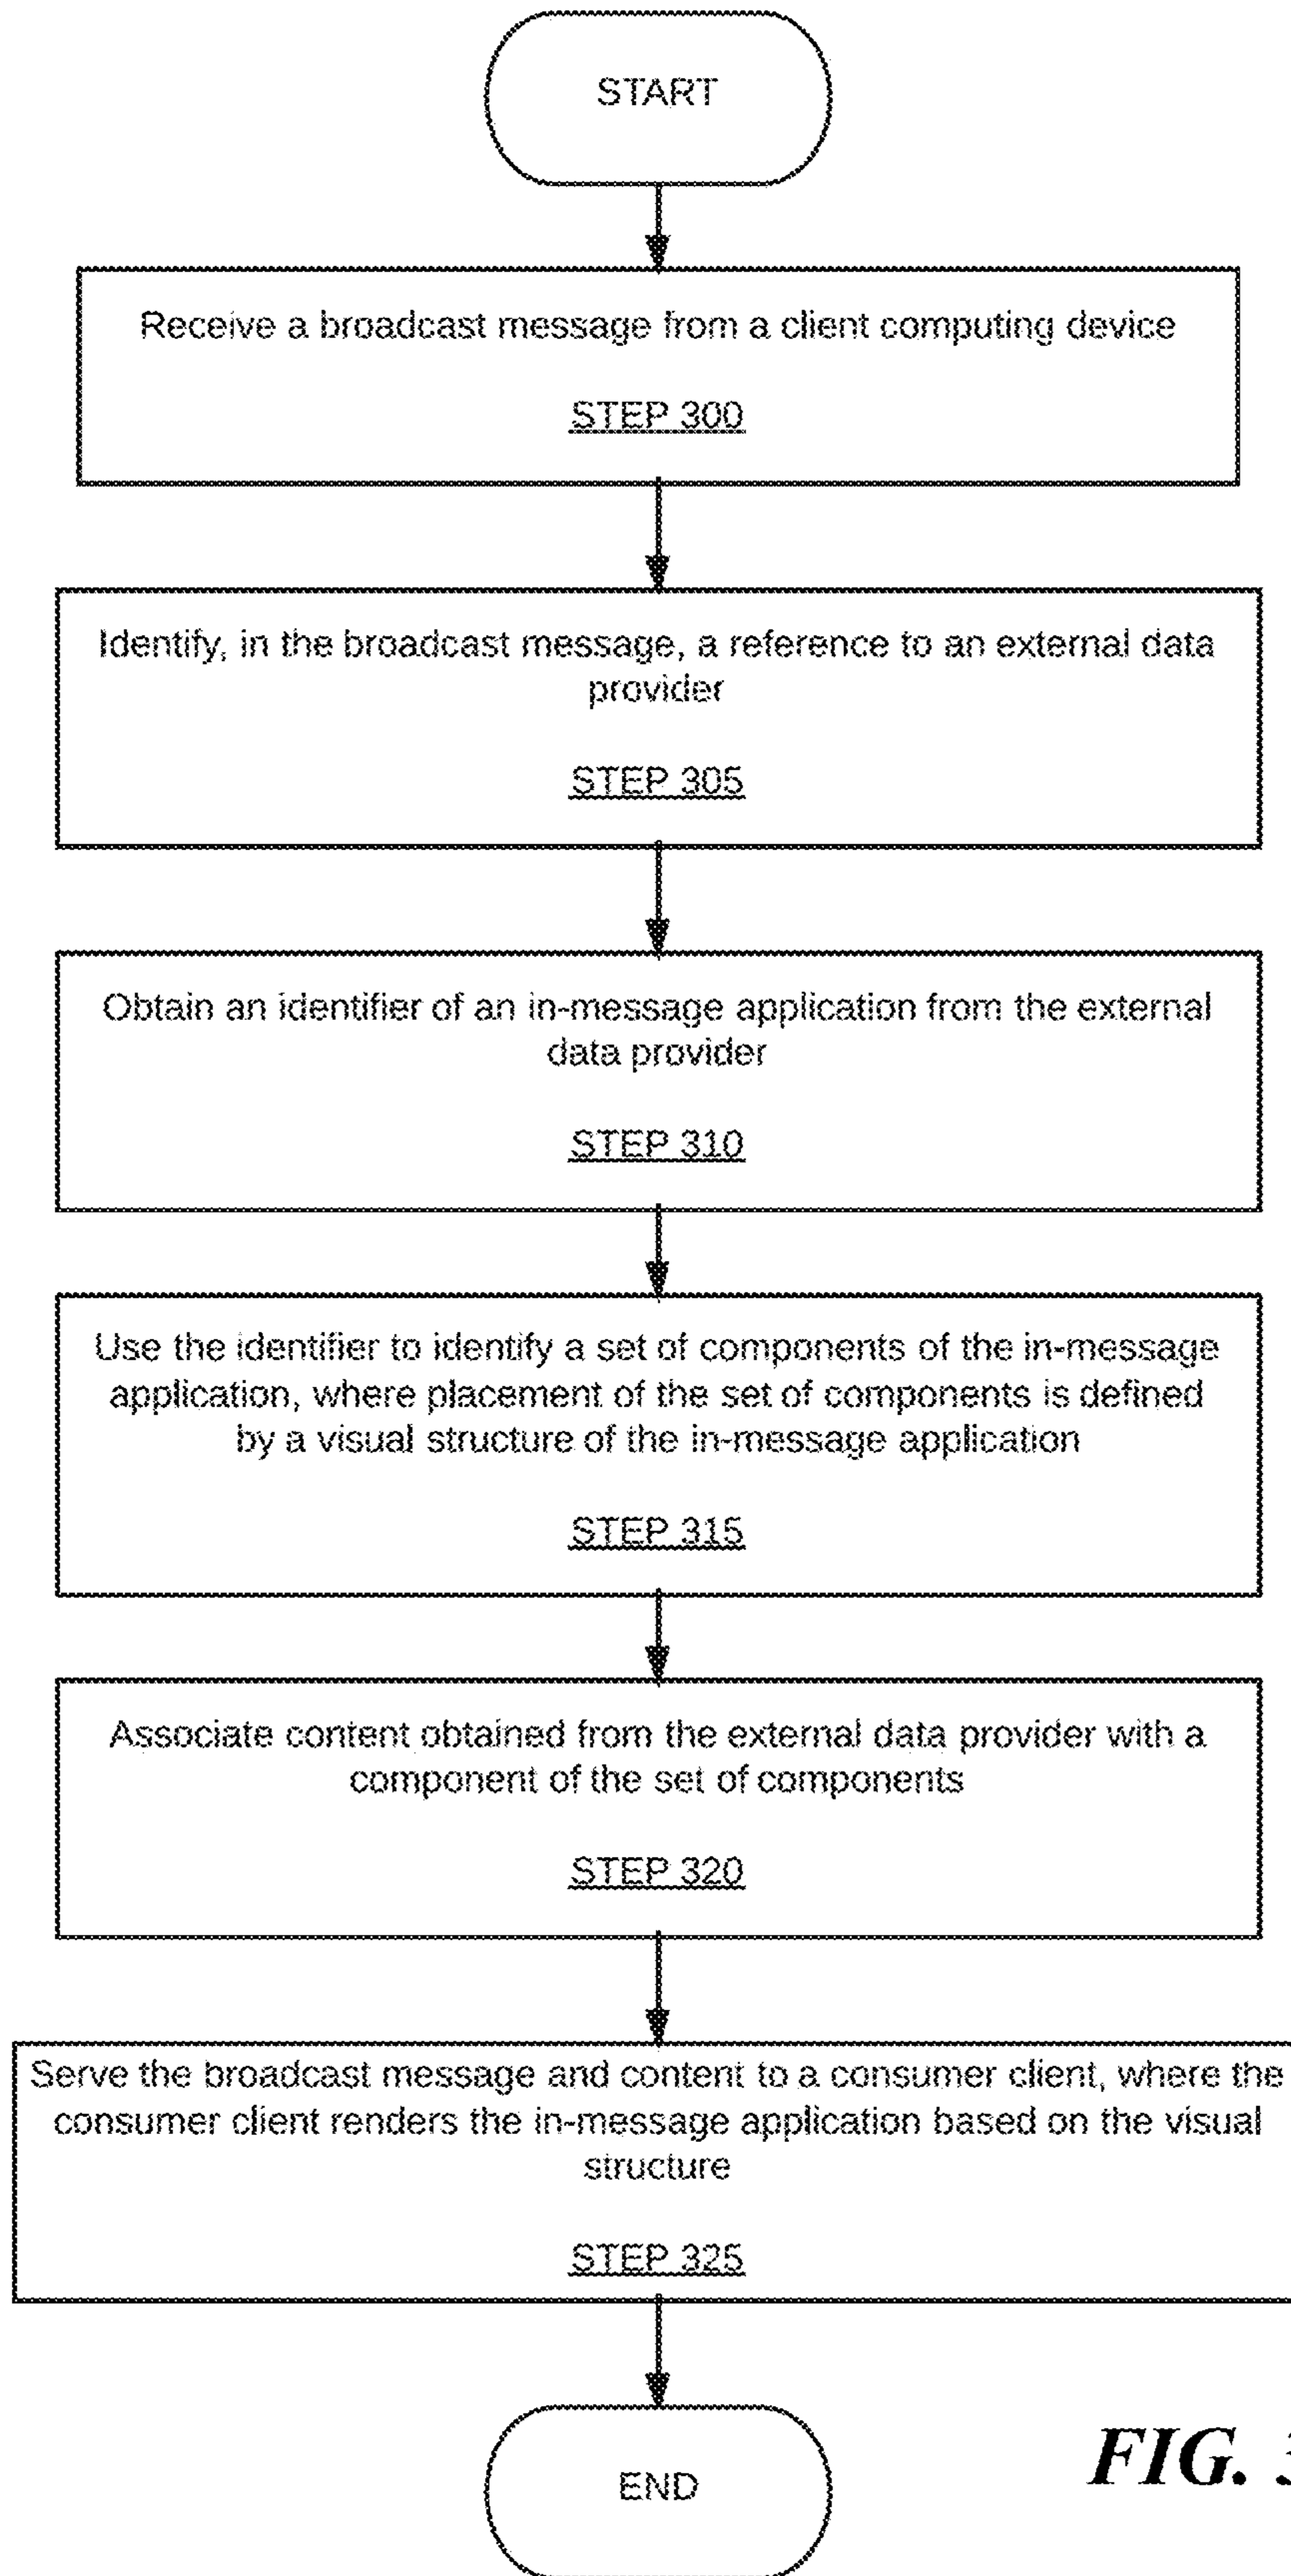 START
Receive a broadcast message from a client computing device
STEP 300
Identify, in the broadcast message, a reference to an external data
provider
STEP 305
Obtain an identifier of an in-message application from the external
data provider
STEP 310
Use the identifier to identify a set of components of the in-message
application, where placement of the set of components is defined
by a visual structure of the in-message application
STEP 315
Associate content obtained from the external data provider with a
component of the set of components
STEP 320
Serve the broadcast message and content to a consumer client, where the
consumer client renders the in-message application based on the visual
structure
STEP 325
END
FIG. 3